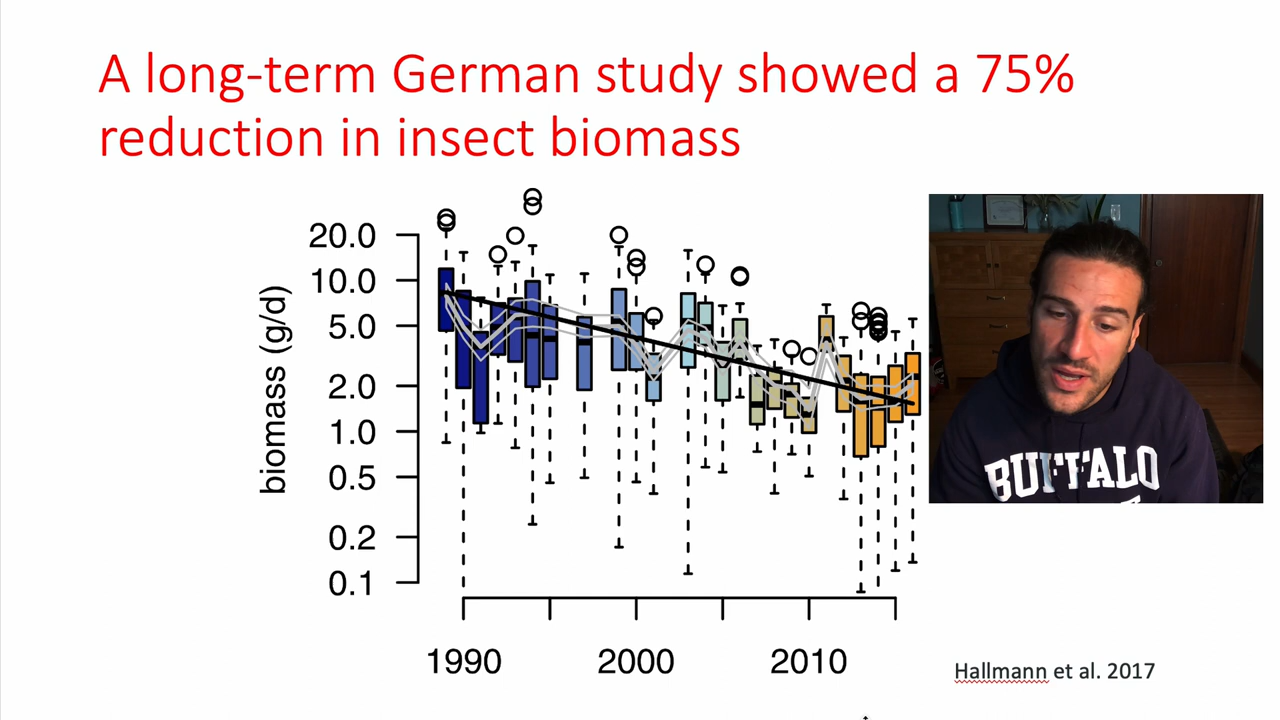 A long-term German study showed a 75%
reduction in insect biomass
biomass (g/d)
20.0
10.0
5.0
2.0
1.0
0.5
0.2
0.1
1990 2000 2010
BUFFALO
Hallmann et al. 2017